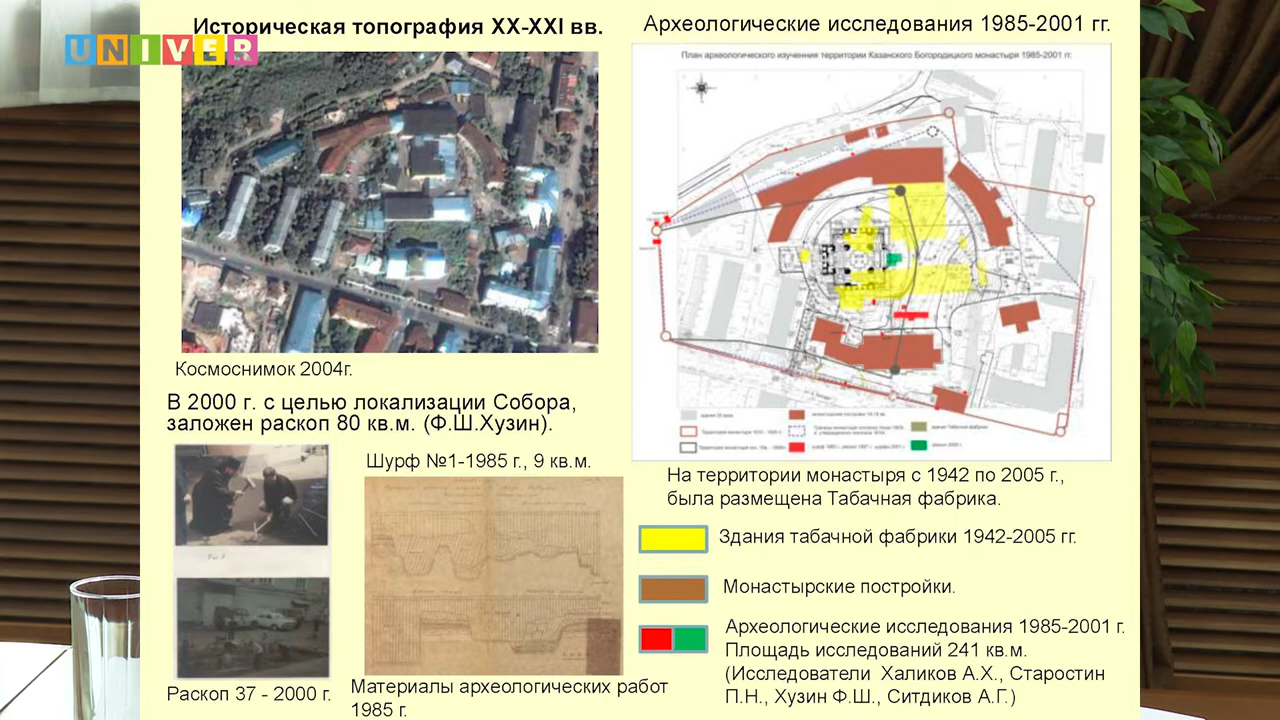 Историческая топография XX-XXI вв.
UNIVER
Космоснимок 2004г.
В 2000 г. с целью локализации Собора,
заложен раскоп 80 кв.м. (Ф.Ш.Хузин).
Шурф №1-1985 г., 9 кв.м.
Раскоп 37 - 2000 г.
Материалы археологических работ
1985 г.
Археологические исследования 1985-2001 гг.
План археологического изучения территории Казанского Богородицкого монастыря 1985-2001 гг.
На территории монастыря с 1942 по 2005 г.,
была размещена Табачная фабрика.
Здания табачной фабрики 1942-2005 гг.
Монастырские постройки.
Археологические исследования 1985-2001 г.
Площадь исследований 241 кв.м.
(Исследователи Халиков А.Х., Старостин
П.Н., Хузин Ф.Ш., Ситдиков А.Г.)